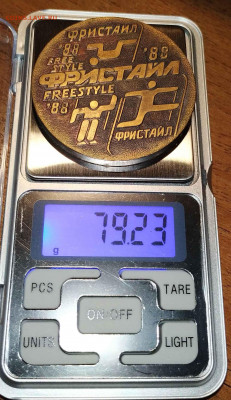 ФРИСТАЙЛ
'88 '88
FREE
STYLE
ФРИСТАЙЛ
FREESTYLE
'88
ФРИСТАЙЛ
79.23
g
PCS TARE
ON/OFF
UNITS LIGHT